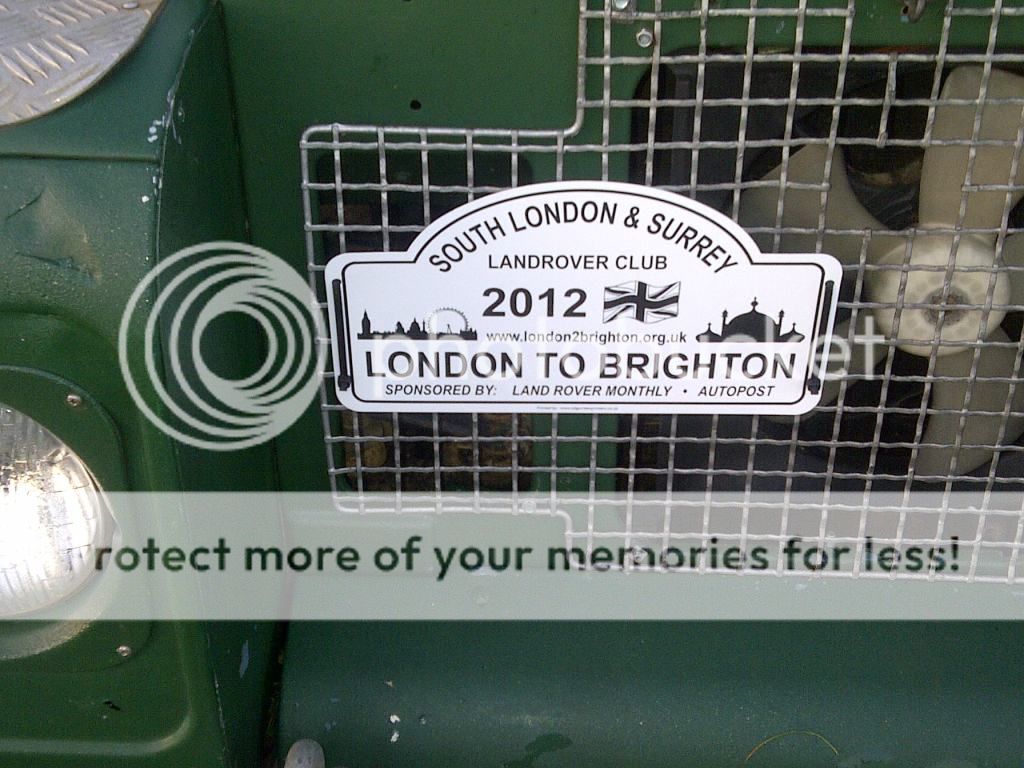 SOUTH LONDON & SURREY
LANDROVER CLUB
2012
www.london2brighton.org.uk
LONDON TO BRIGHTON
SPONSORED BY: LAND ROVER MONTHLY • AUTOPOST
rotect more of your memories for less!